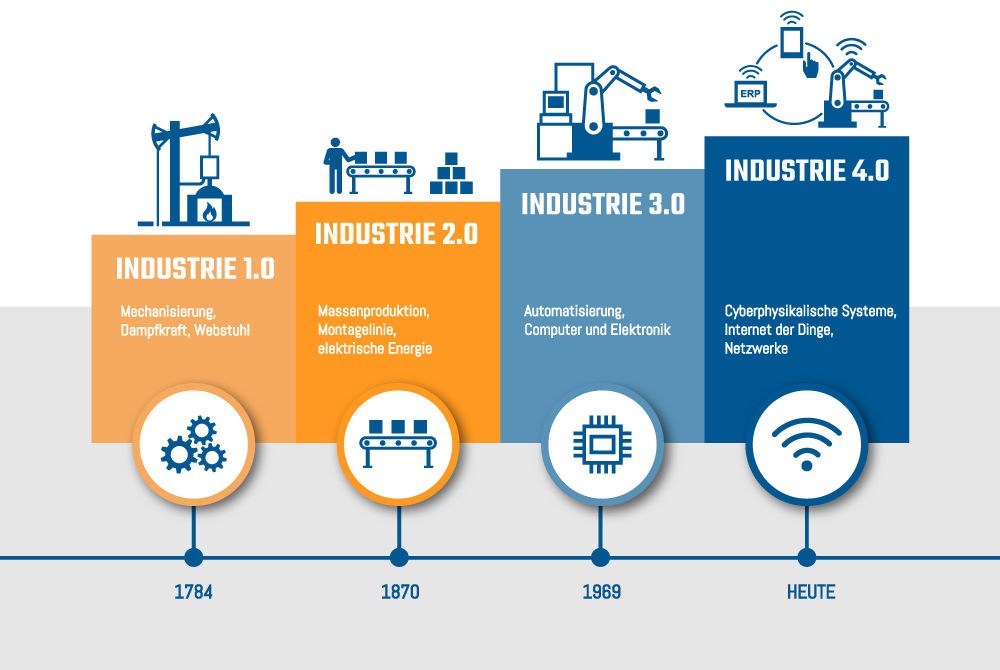 ERP
INDUSTRIE 1.0
Mechanisierung,
Dampfkraft, Webstuhl
INDUSTRIE 2.0
Massenproduktion,
Montagelinie,
elektrische Energie
INDUSTRIE 3.0
Automatisierung,
Computer und Elektronik
INDUSTRIE 4.0
Cyberphysikalische Systeme,
Internet der Dinge,
Netzwerke
1784
1870
1969
HEUTE